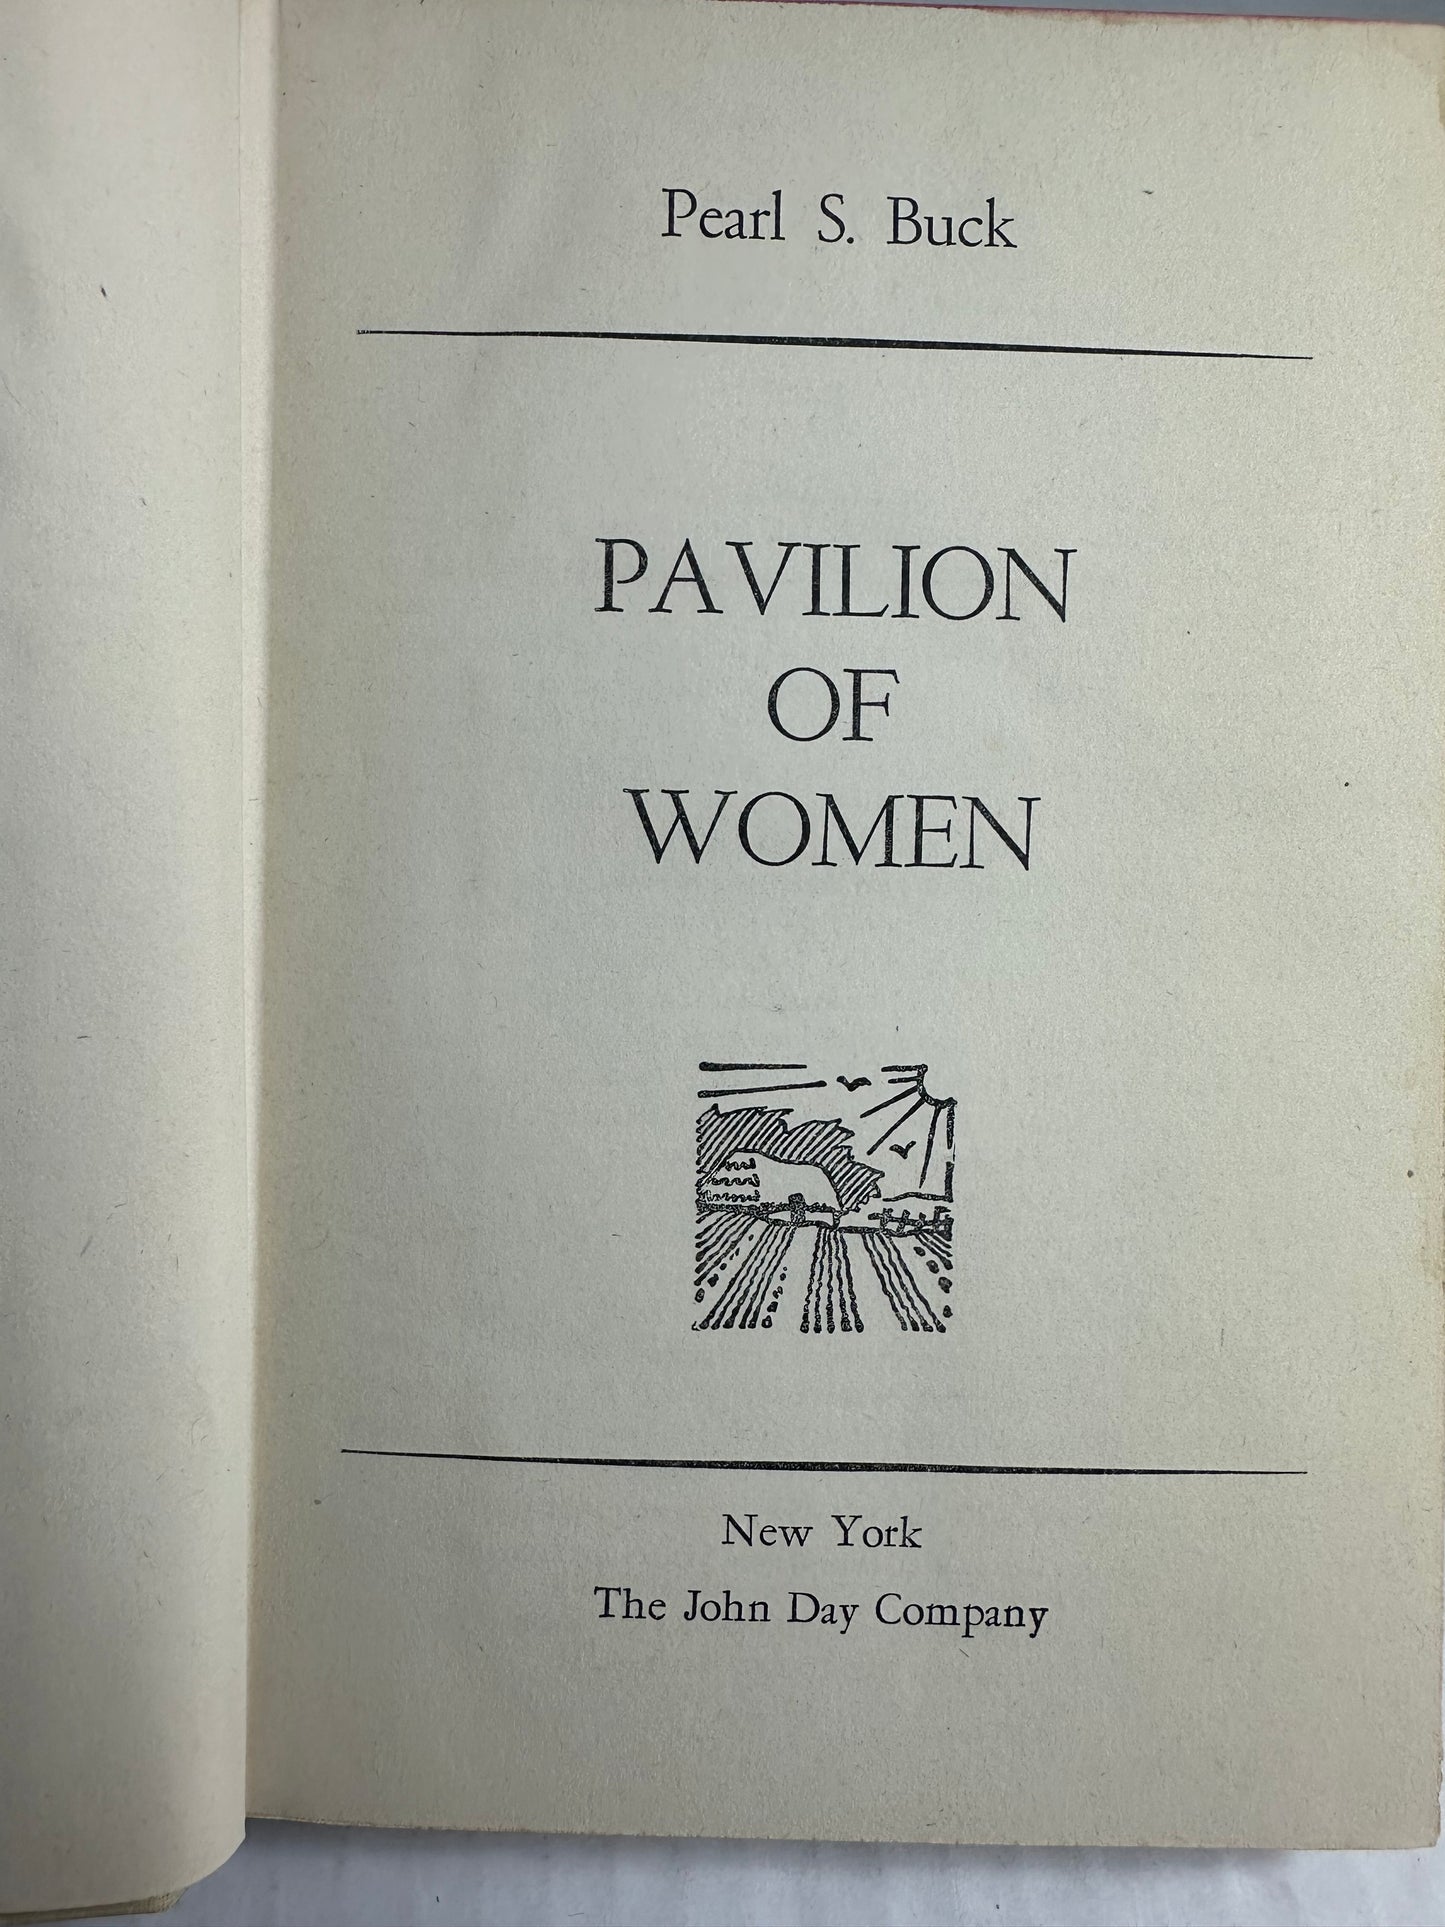 Pearl S. Buck
PAVILION
OF
WOMEN
New York
The John Day Company